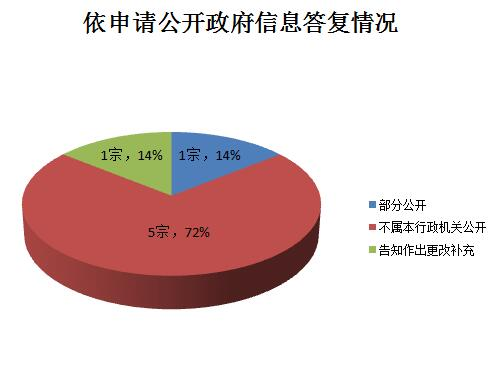 依申请公开政府信息答复情况
1宗，14%
1宗，14%
5宗，72%
部分公开
不属本行政机关公开
告知作出更改补充